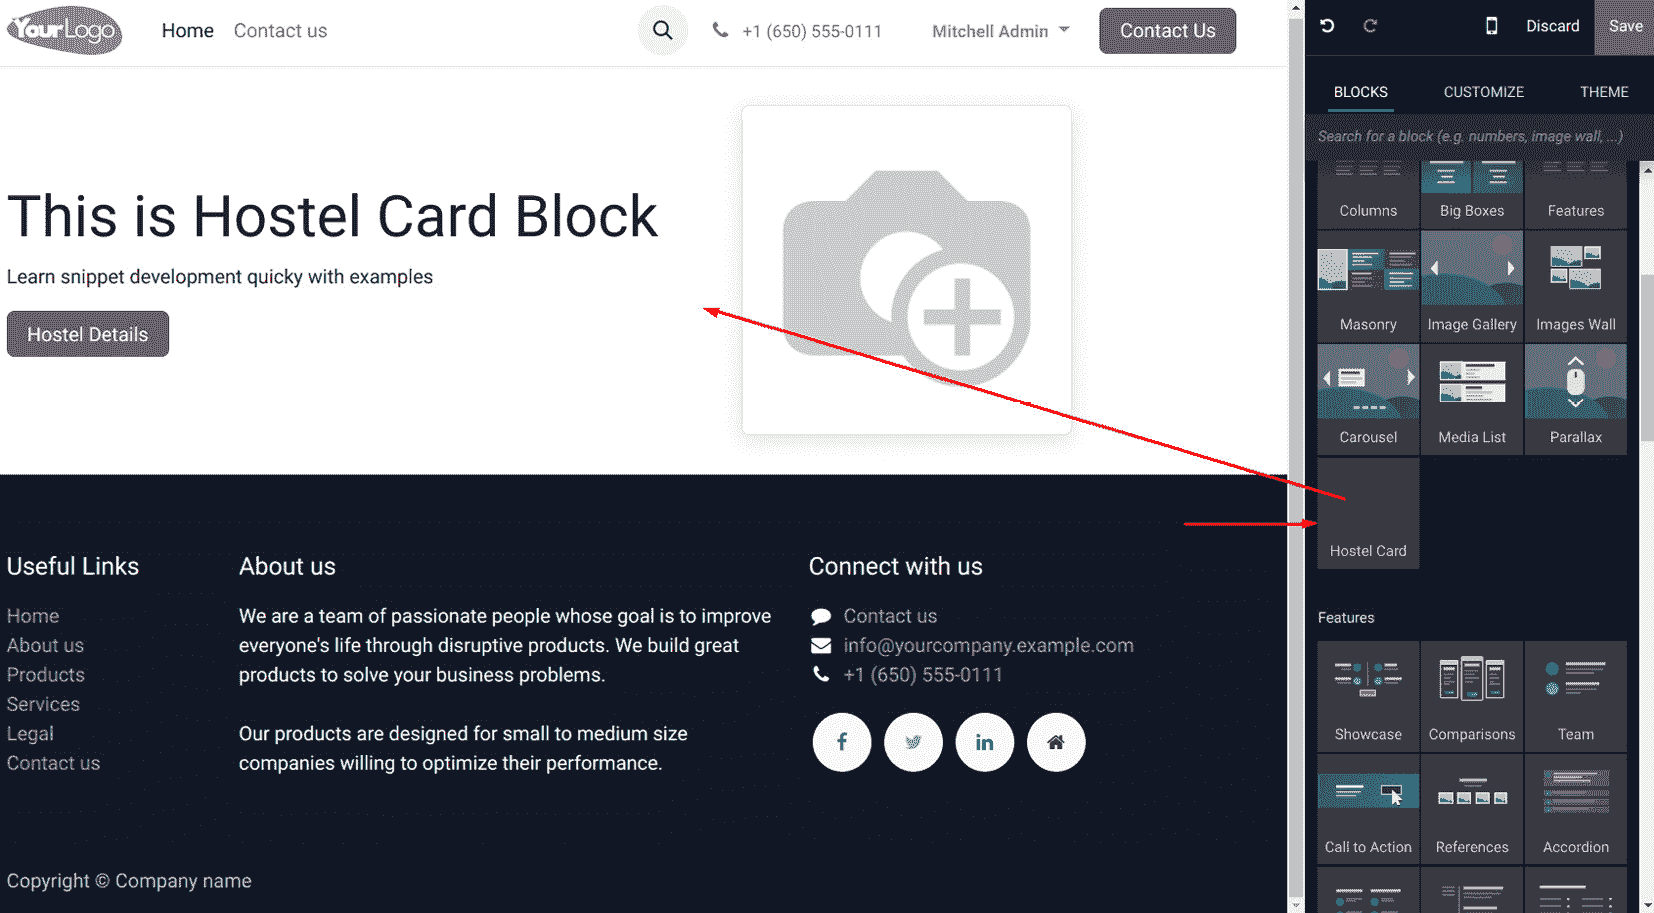 YourLogo
Home
Contact us
+1 (650) 555-0111
Mitchell Admin
Contact Us
Discard
Save
BLOCKS
CUSTOMIZE
THEME
Search for a block (e.g. numbers, image wall, ...)
This is Hostel Card Block
Learn snippet development quicky with examples
Hostel Details
Columns
Big Boxes
Features
Masonry
Image Gallery
Images Wall
Carousel
Media List
Parallax
Hostel Card
Features
Showcase
Comparisons
Team
Call to Action
References
Accordion
Useful Links
Home
About us
Products
Services
Legal
Contact us
About us
We are a team of passionate people whose goal is to improve
everyone's life through disruptive products. We build great
products to solve your business problems.
Our products are designed for small to medium size
companies willing to optimize their performance.
Connect with us
Contact us
info@yourcompany.example.com
+1 (650) 555-0111
Copyright © Company name